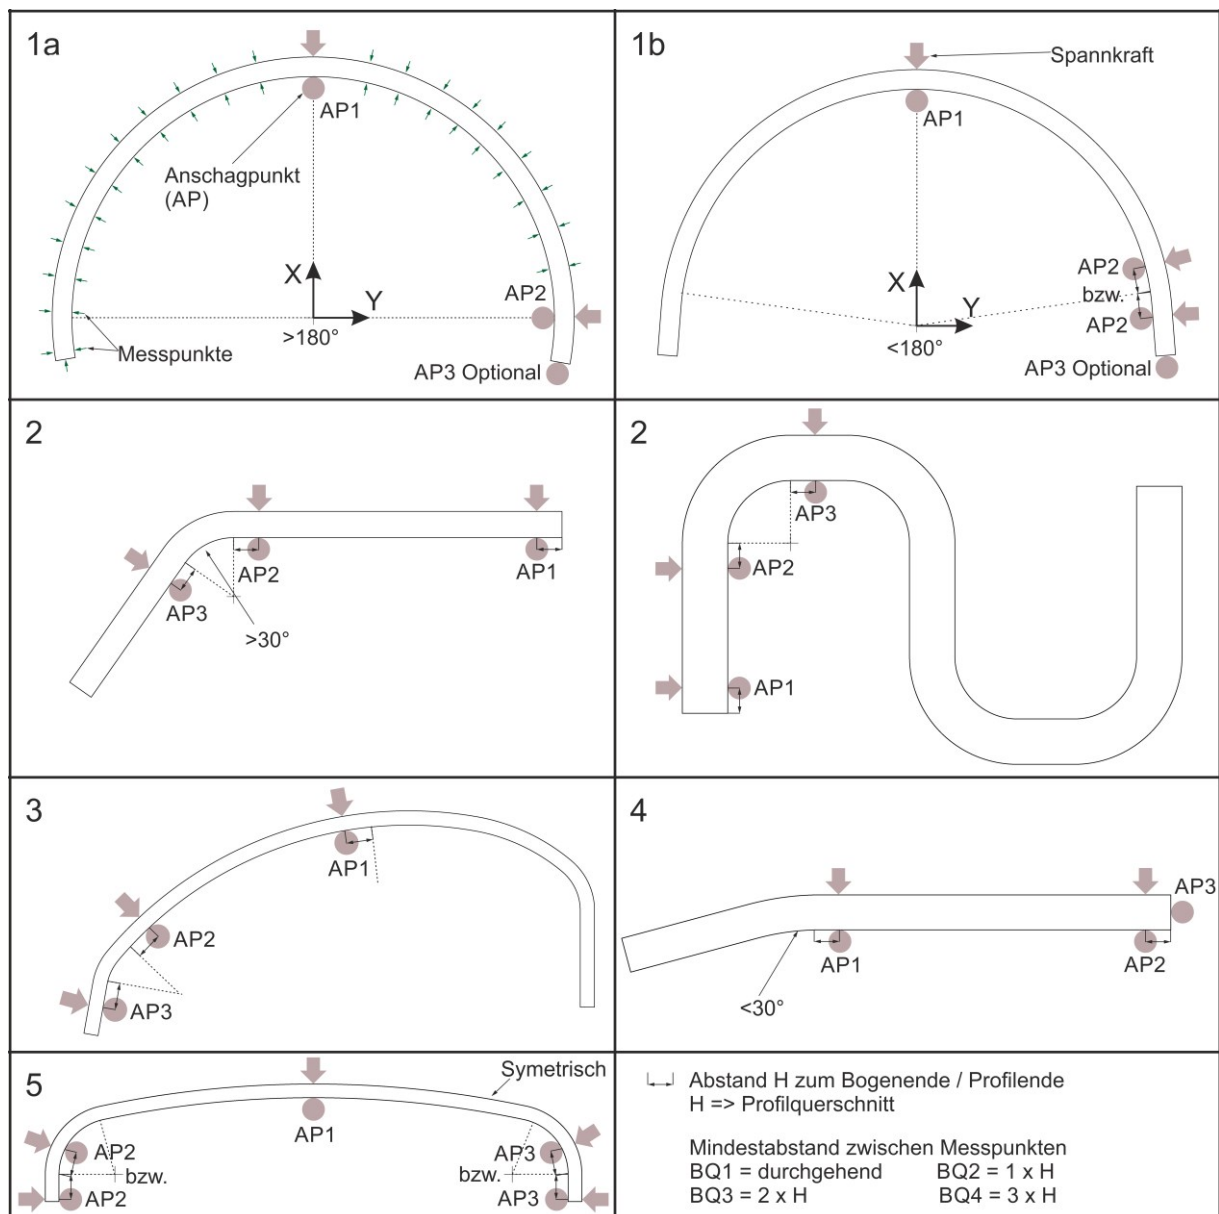 1a
AP1
Anschagpunkt
(AP)
X
Y
>180°
AP2
Messpunkte
AP3 Optional
1b
Spannkraft
AP1
AP2
bzw.
AP2
X
Y
<180°
AP3 Optional
2
AP2
AP1
AP3
>30°
2
AP3
AP2
AP1
3
AP1
AP2
AP3
4
AP3
AP1
AP2
<30°
5
Symetrisch
AP1
AP2
bzw.
AP2
AP3
bzw.
AP3
Abstand H zum Bogenende / Profilende
H => Profilquerschnitt
Mindestabstand zwischen Messpunkten
BQ1 = durchgehend BQ2 = 1 x H
BQ3 = 2 x H BQ4 = 3 x H